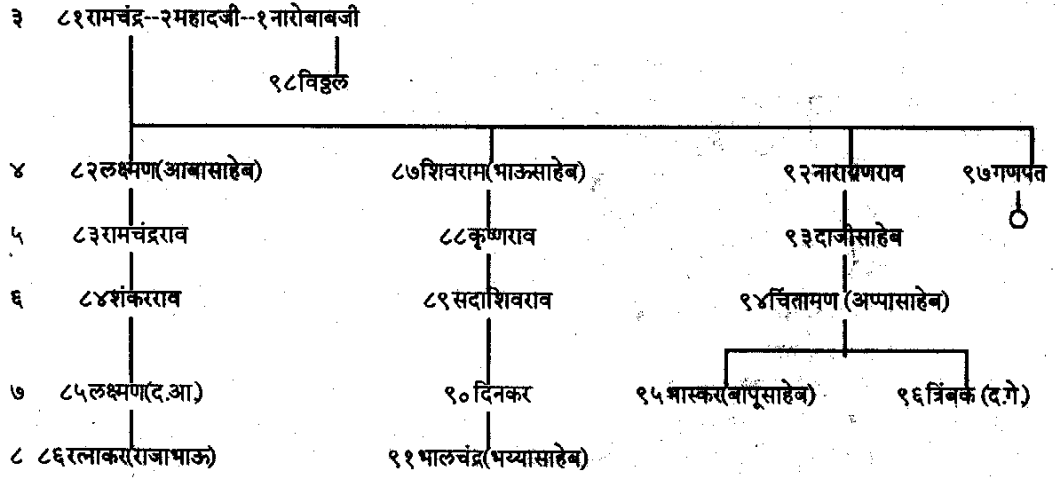 ३ ८१रामचंद्र--२महादजी--१नारोबाबजी
९८विठ्ठल
४ ८२लक्ष्मण(आबासाहेब) ८७शिवराम(भाऊसाहेब) ९२नारायणराव ९७गणपत
५ ८३रामचंद्रराव ८८कृष्णराव ९३दाजीसाहेब
६ ८४शंकरराव ८९सदाशिवराव ९४चिंतामण (अप्पासाहेब)
७ ८५लक्ष्मण(द.आ.) ९०दिनकर ९५भास्कर(बापूसाहेब) ९६त्रिंबक (द.गे.)
८ ८६रत्नाकर(राजाभाऊ) ९१भालचंद्र(भय्यासाहेब)